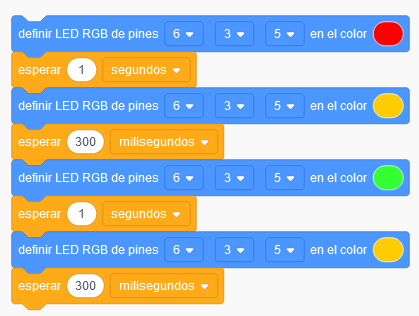 definir LED RGB de pines 6 3 5 en el color
esperar 1 segundos
definir LED RGB de pines 6 3 5 en el color
esperar 300 milisegundos
definir LED RGB de pines 6 3 5 en el color
esperar 1 segundos
definir LED RGB de pines 6 3 5 en el color
esperar 300 milisegundos